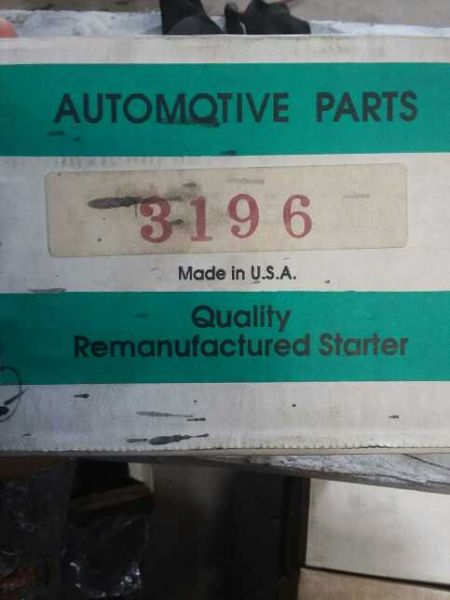 AUTOMOTIVE PARTS
3196
Made in U.S.A.
Quality
Remanufactured Starter